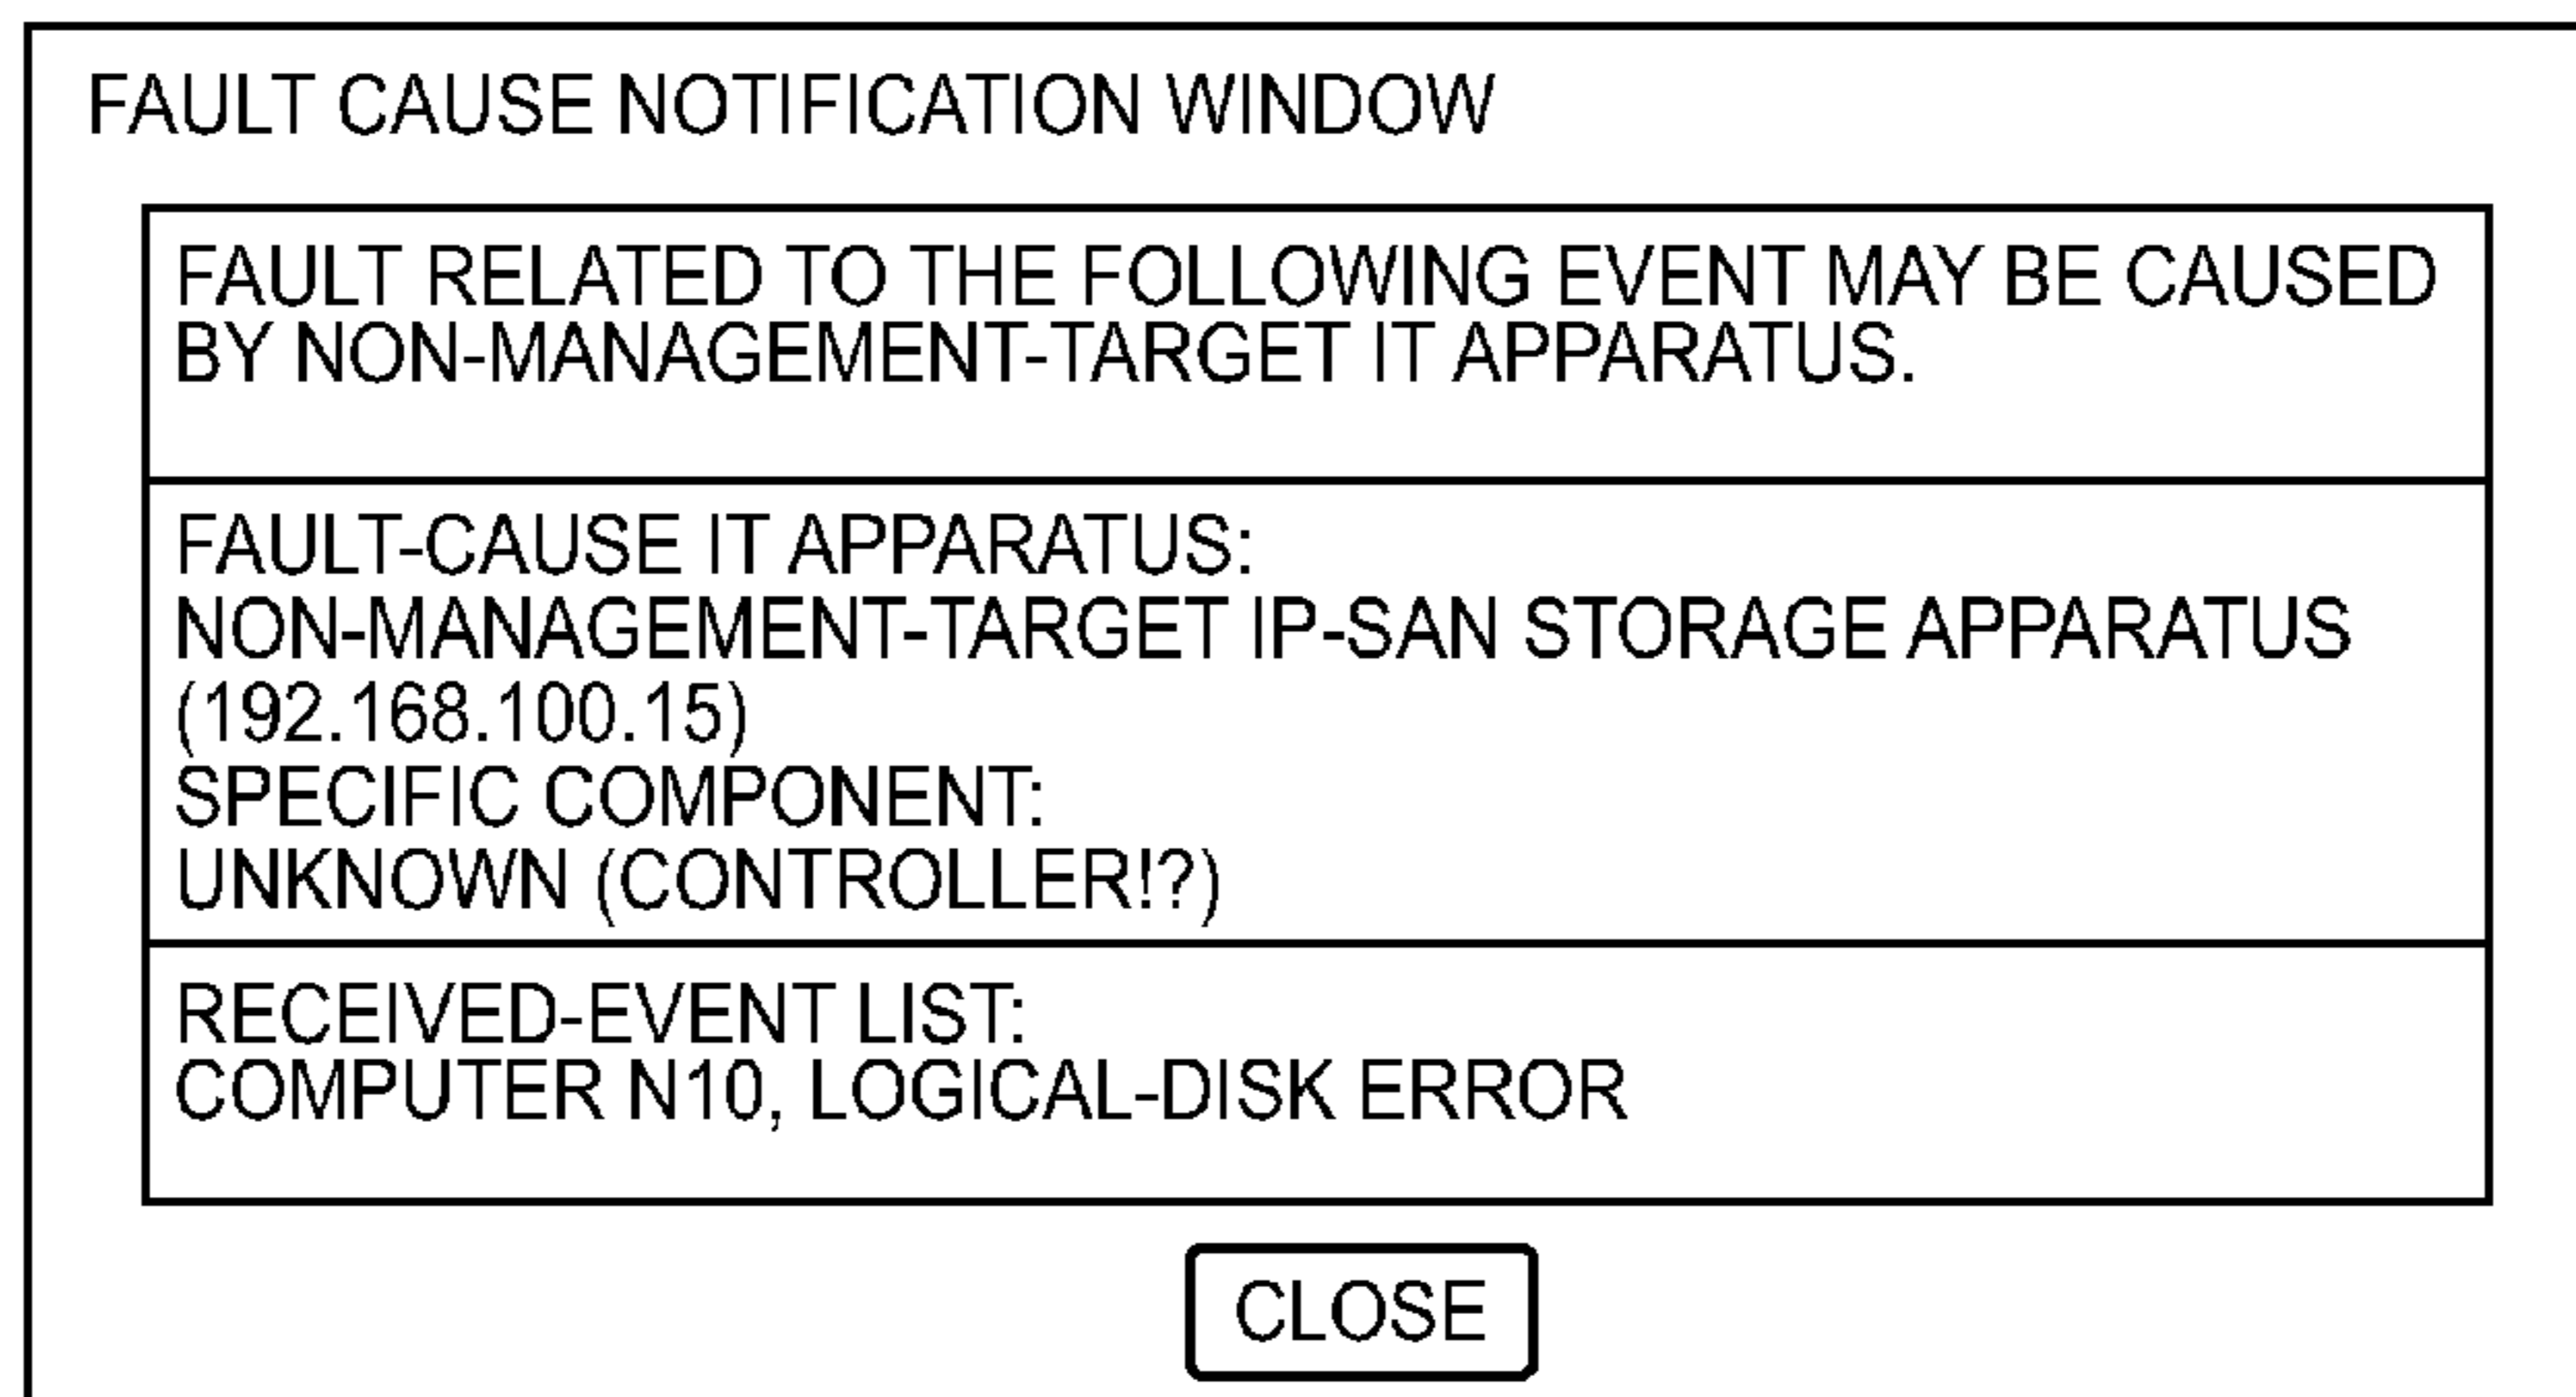 FAULT CAUSE NOTIFICATION WINDOW
FAULT RELATED TO THE FOLLOWING EVENT MAY BE CAUSED
BY NON-MANAGEMENT-TARGET IT APPARATUS.
FAULT-CAUSE IT APPARATUS:
NON-MANAGEMENT-TARGET IP-SAN STORAGE APPARATUS
(192.168.100.15)
SPECIFIC COMPONENT:
UNKNOWN (CONTROLLER!?)
RECEIVED-EVENT LIST:
COMPUTER N10, LOGICAL-DISK ERROR
CLOSE